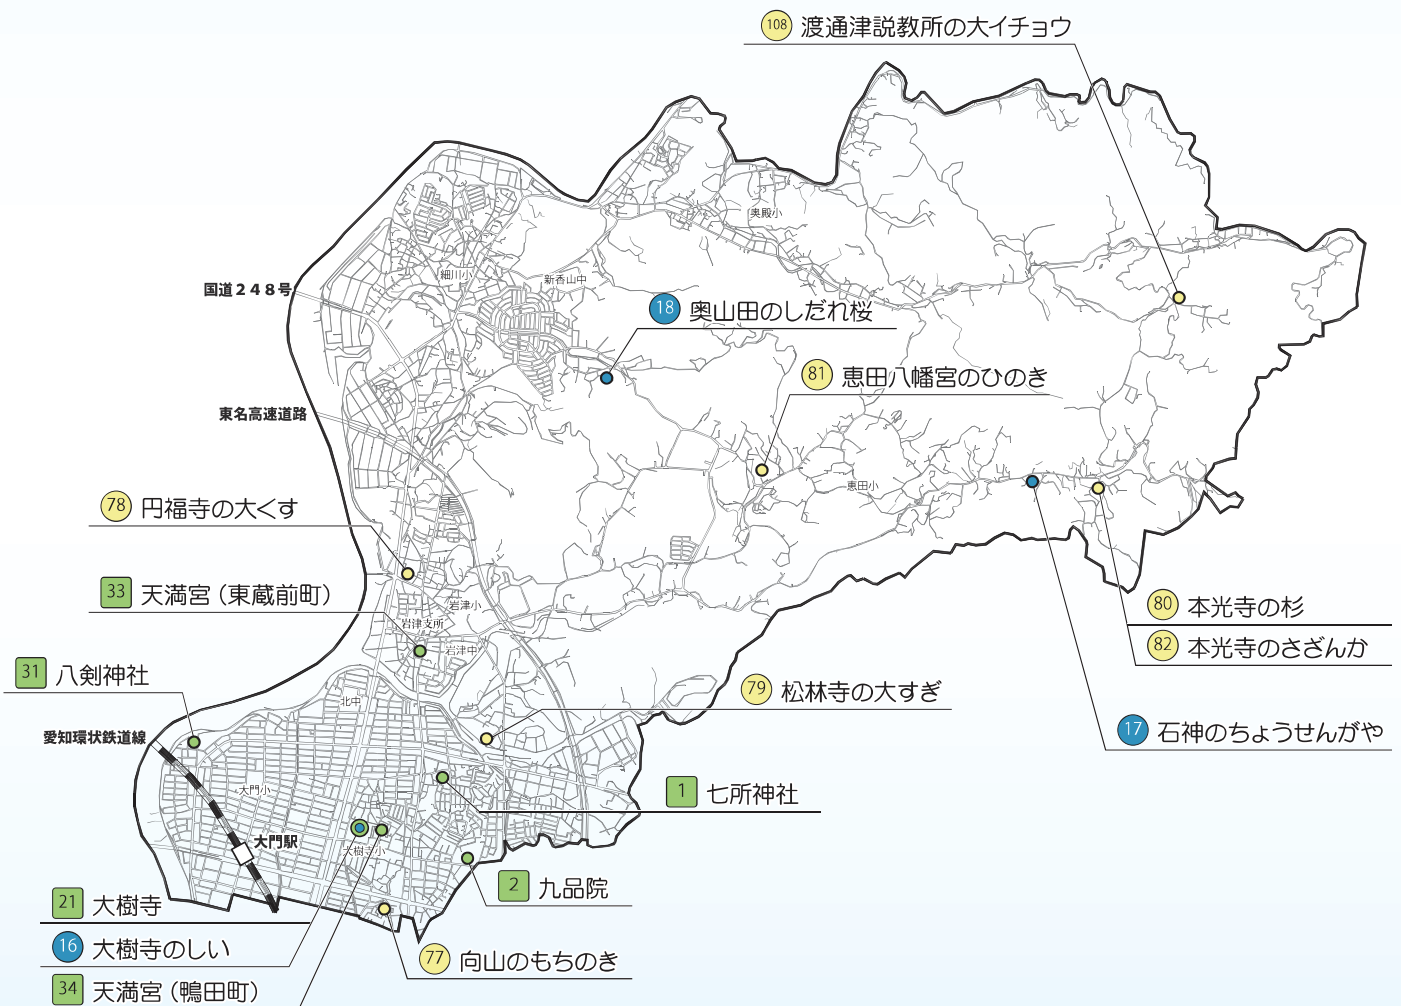 108 渡通津説教所の大イチョウ
奥殿小
細川小
新香山中
国道248号
18 奥山田のしだれ桜
81 恵田八幡宮のひのき
東名高速道路
恵田小
78 円福寺の大くす
33 天満宮（東蔵前町）
岩津小
岩津支所
岩津中
80 本光寺の杉
82 本光寺のさざんか
31 八剣神社
79 松林寺の大すぎ
北中
17 石神のちょうせんがや
愛知環状鉄道線
大門小
1 七所神社
大門駅
大樹寺小
2 九品院
21 大樹寺
16 大樹寺のしい
77 向山のもちのき
34 天満宮（鴨田町）